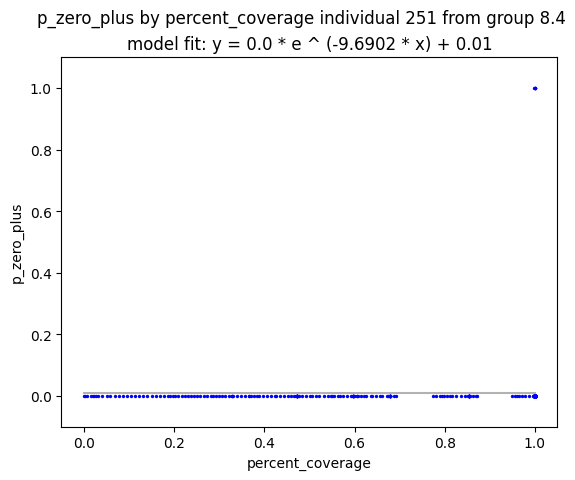 p_zero_plus by percent_coverage individual 251 from group 8.4
model fit: y = 0.0 * e ^ (-9.6902 * x) + 0.01
1.0
0.8
0.6
0.4
0.2
0.0
p_zero_plus
0.0 0.2 0.4 0.6 0.8 1.0
percent_coverage